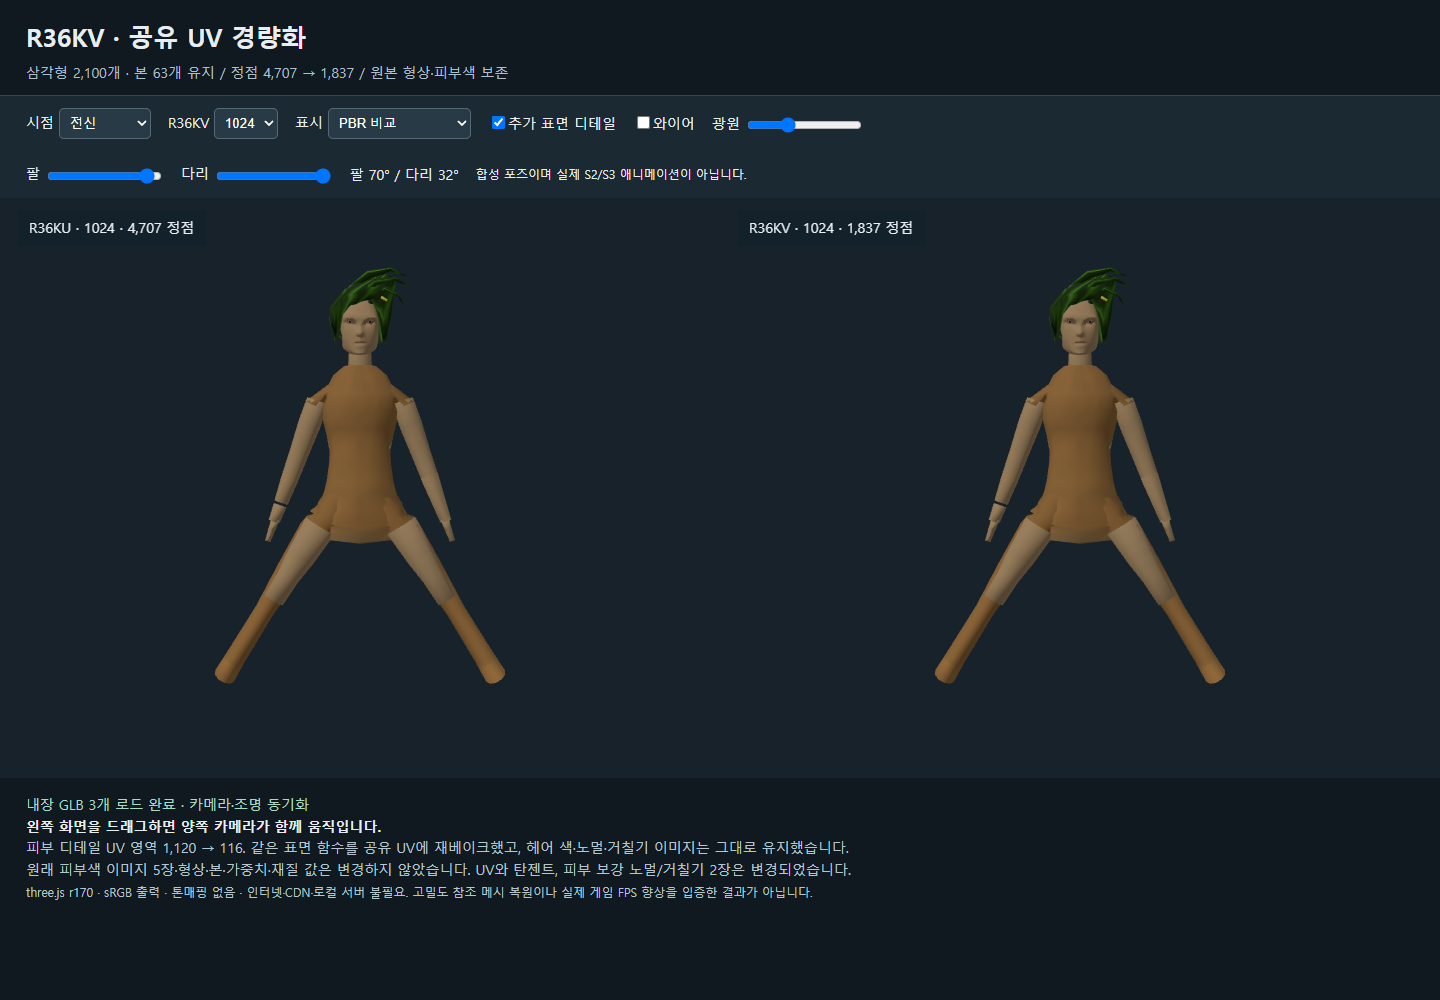 R36KV · 공유 UV 경량화
삼각형 2,100개 · 본 63개 유지 / 정점 4,707 → 1,837 / 원본 형상·피부색 보존
시점 전신 R36KV 1024 표시 PBR 비교 추가 표면 디테일 와이어 광원
팔 다리 팔 70° / 다리 32° 합성 포즈이며 실제 S2/S3 애니메이션이 아닙니다.
R36KU · 1024 · 4,707 정점
R36KV · 1024 · 1,837 정점
내장 GLB 3개 로드 완료 · 카메라·조명 동기화
왼쪽 화면을 드래그하면 양쪽 카메라가 함께 움직입니다.
피부 디테일 UV 영역 1,120 → 116. 같은 표면 함수를 공유 UV에 재베이크했고, 헤어 색·노멀·거칠기 이미지는 그대로 유지했습니다.
원래 피부색 이미지 5장·형상·본·가중치·재질 값은 변경하지 않았습니다. UV와 탄젠트, 피부 보강 노멀/거칠기 2장은 변경되었습니다.
three.js r170 · sRGB 출력 · 톤매핑 없음 · 인터넷·CDN·로컬 서버 불필요. 고밀도 참조 메시 복원이나 실제 게임 FPS 향상을 입증한 결과가 아닙니다.